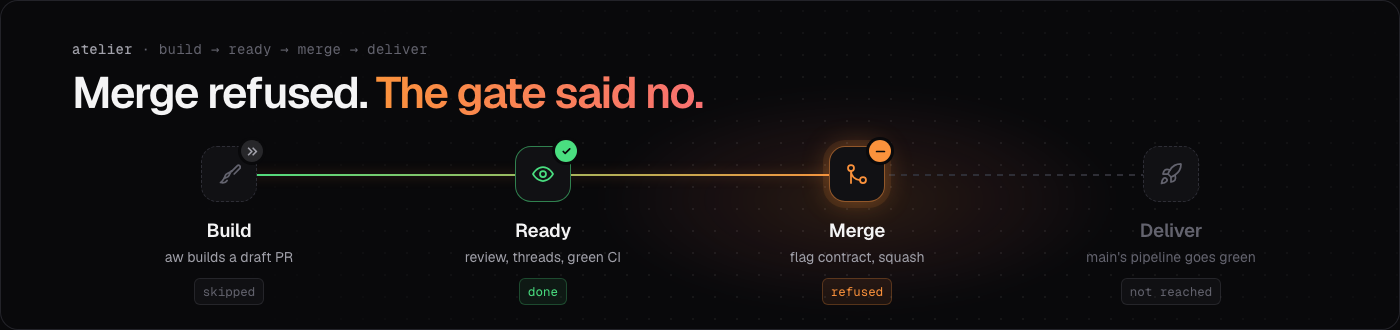 atelier · build → ready → merge → deliver
Merge refused. The gate said no.
Build
aw builds a draft PR
skipped
Ready
review, threads, green CI
done
Merge
flag contract, squash
refused
Deliver
main's pipeline goes green
not reached